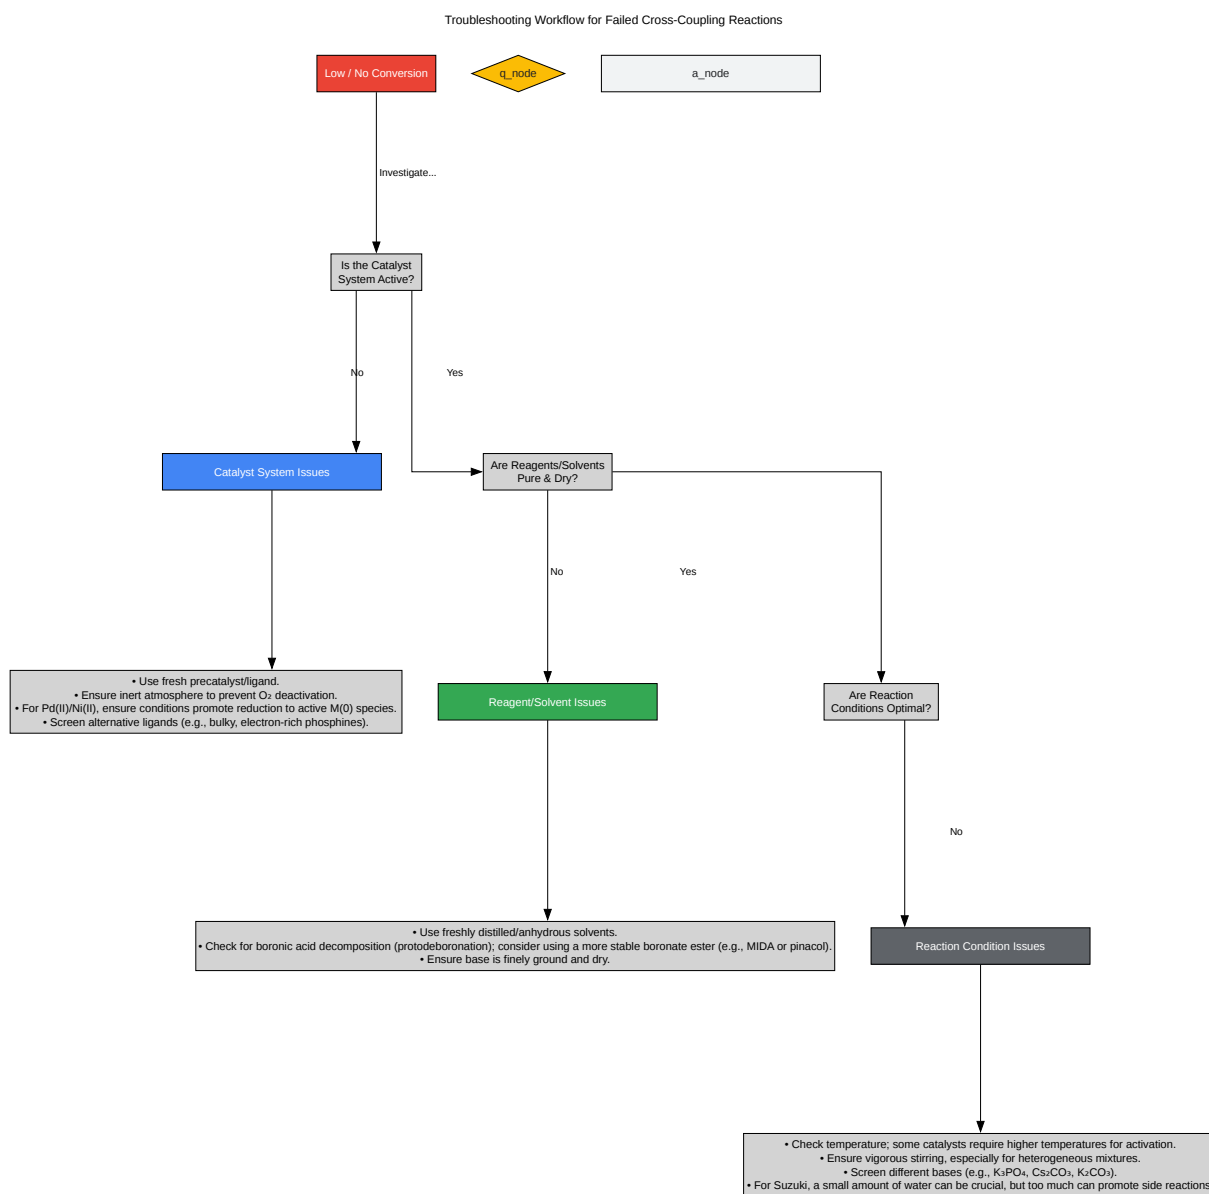 Troubleshooting Workflow for Failed Cross-Coupling Reactions
Low / No Conversion
q_node
a_node
Investigate...
Is the Catalyst
System Active?
No
Yes
Catalyst System Issues
Are Reagents/Solvents
Pure & Dry?
No
Yes
• Use fresh precatalyst/ligand.
• Ensure inert atmosphere to prevent O₂ deactivation.
• For Pd(II)/Ni(II), ensure conditions promote reduction to active M(0) species.
• Screen alternative ligands (e.g., bulky, electron-rich phosphines).
Reagent/Solvent Issues
Are Reaction
Conditions Optimal?
No
• Use freshly distilled/anhydrous solvents.
• Check for boronic acid decomposition (protodeboronation); consider using a more stable boronate ester (e.g., MIDA or pinacol).
• Ensure base is finely ground and dry.
Reaction Condition Issues
• Check temperature; some catalysts require higher temperatures for activation.
• Ensure vigorous stirring, especially for heterogeneous mixtures.
• Screen different bases (e.g., K₃PO₄, Cs₂CO₃, K₂CO₃).
• For Suzuki, a small amount of water can be crucial, but too much can promote side reactions